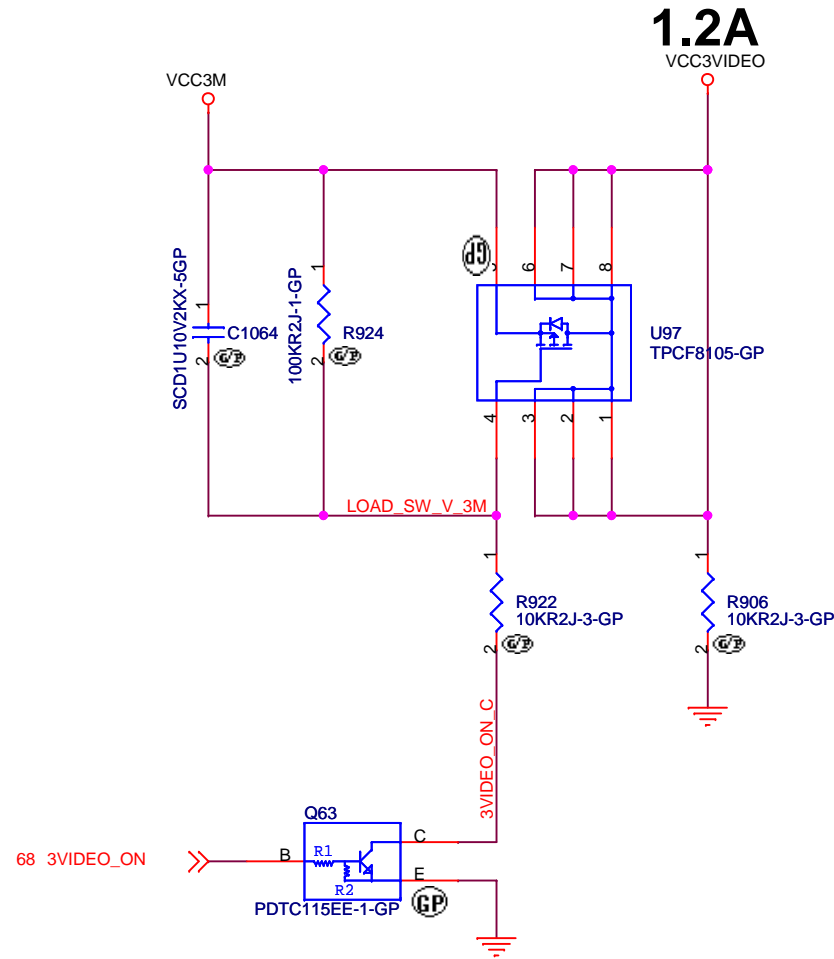 1.2A
VCC3VIDEO
VCC3M
GP
6
7
8
SCD1U10V2KX-5GP
1
C1064
2
G/P
100KR2J-1-GP
1
R924
2
G/P
U97
TPCF8105-GP
4
3
2
1
LOAD_SW_V_3M
1
R922
10KR2J-3-GP
2
G/P
1
R906
10KR2J-3-GP
2
G/P
3VIDEO_ON_C
Q63
68 3VIDEO_ON
B
R1
R2
C
E
PDTC115EE-1-GP
GP